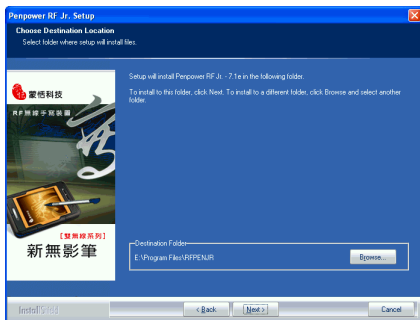 Penpower RF Jr. Setup
Choose Destination Location
Select folder where setup will install files.
蒙恬科技
RF無線手寫裝置
【雙無線系列】
新無影筆
Setup will install Penpower RF Jr. - 7.1e in the following folder.
To install to this folder, click Next. To install to a different folder, click Browse and select another
folder.
Destination Folder
E:\Program Files\RFPENJR
Browse...
InstallShield
< Back
Next >
Cancel